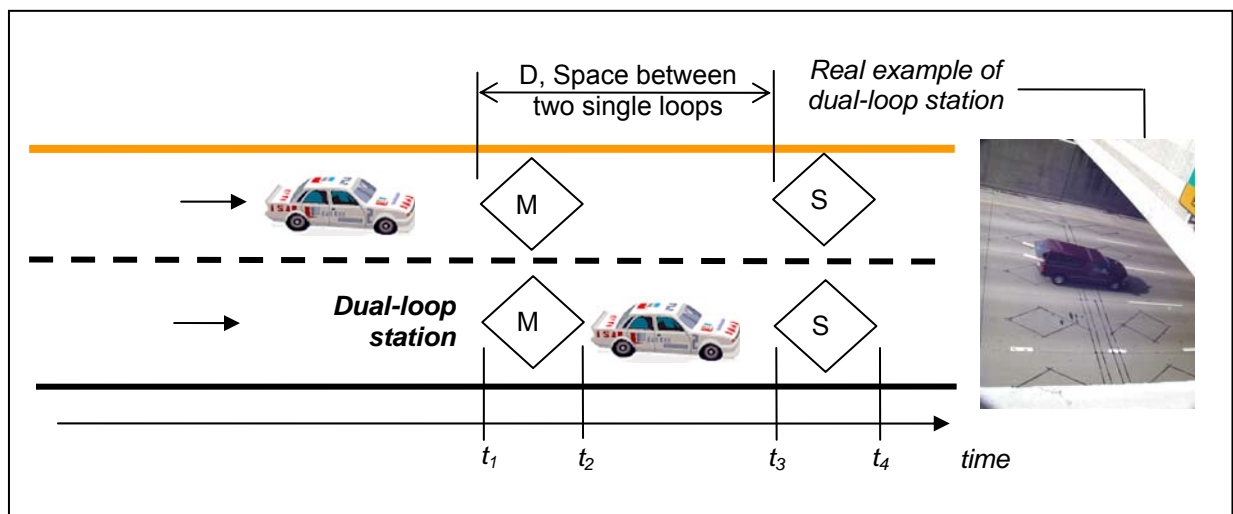 D, Space between
two single loops
Real example of
dual-loop station
M
S
Dual-loop
station
M
S
t1
t2
t3
t4
time